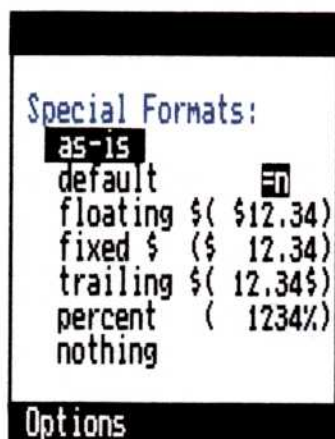 Special Formats:
as-is
default =n
floating $( $12.34)
fixed $ ($ 12.34)
trailing $( 12.34$)
percent ( 1234%)
nothing
Options